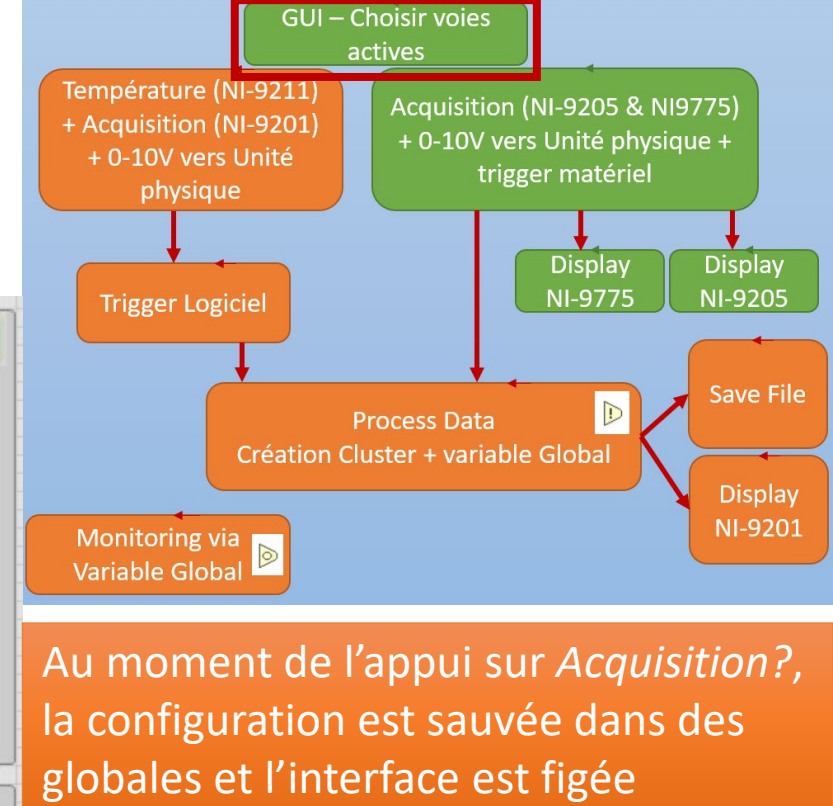 GUI – Choisir voies
actives
Température (NI-9211)
+ Acquisition (NI-9201)
+ 0-10V vers Unité
physique
Acquisition (NI-9205 & NI9775)
+ 0-10V vers Unité physique +
trigger matériel
Display
NI-9775
Display
NI-9205
Trigger Logiciel
Process Data
Création Cluster + variable Global
Save File
Display
NI-9201
Monitoring via
Variable Global
Au moment de l’appui sur Acquisition?,
la configuration est sauvée dans des
globales et l’interface est figée